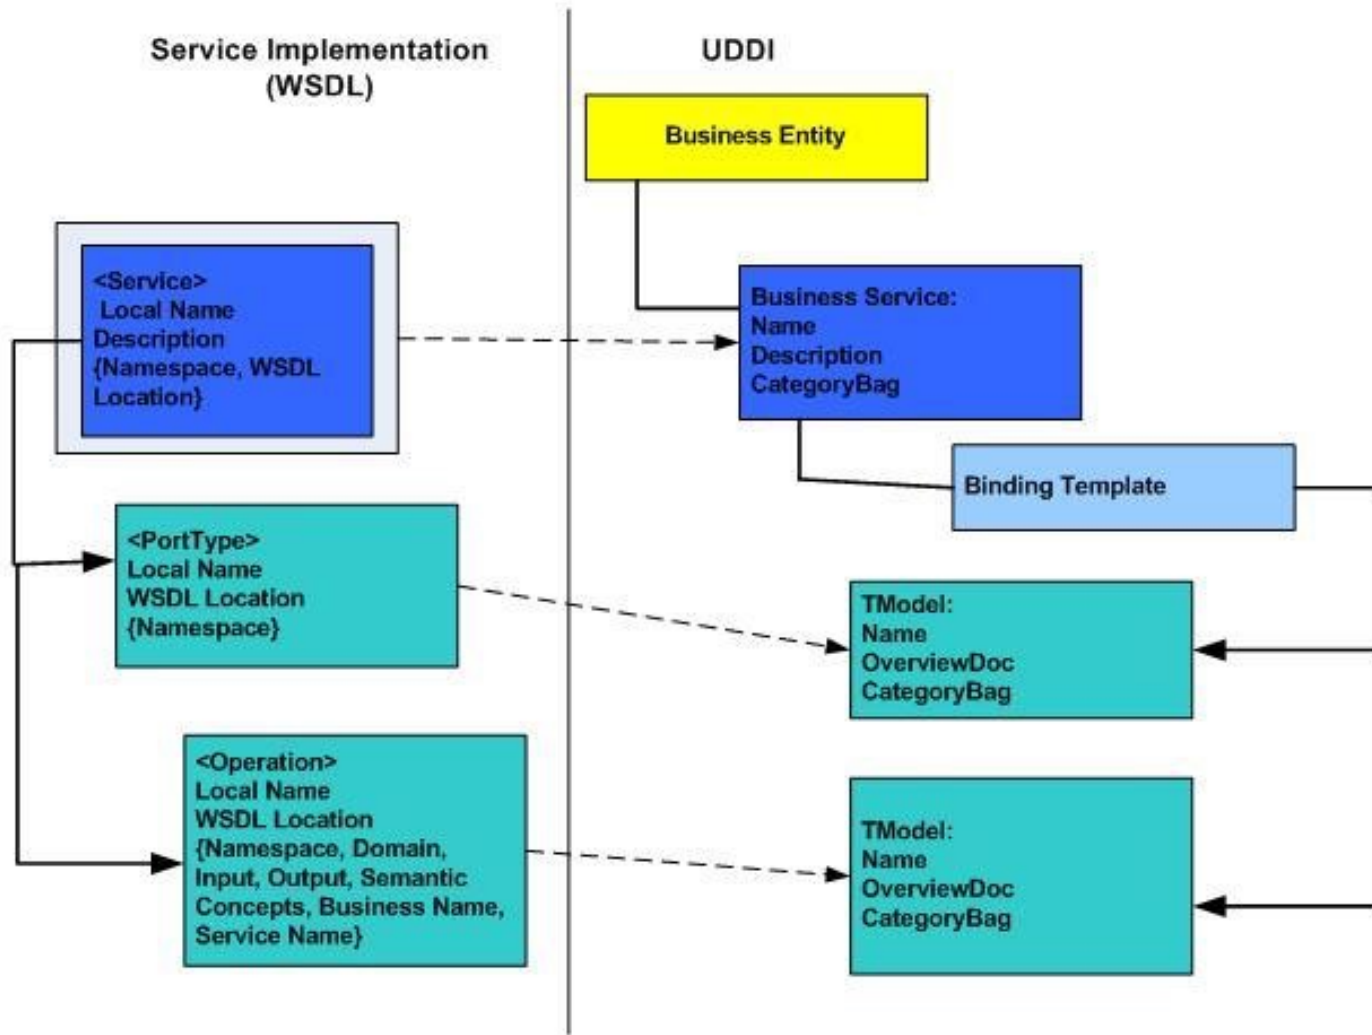 Service Implementation
(WSDL)
UDDI
Business Entity
<Service>
Local Name
Description
{Namespace, WSDL
Location}
Business Service:
Name
Description
CategoryBag
Binding Template
<PortType>
Local Name
WSDL Location
{Namespace}
TModel:
Name
OverviewDoc
CategoryBag
<Operation>
Local Name
WSDL Location
{Namespace, Domain,
Input, Output, Semantic
Concepts, Business Name,
Service Name}
TModel:
Name
OverviewDoc
CategoryBag